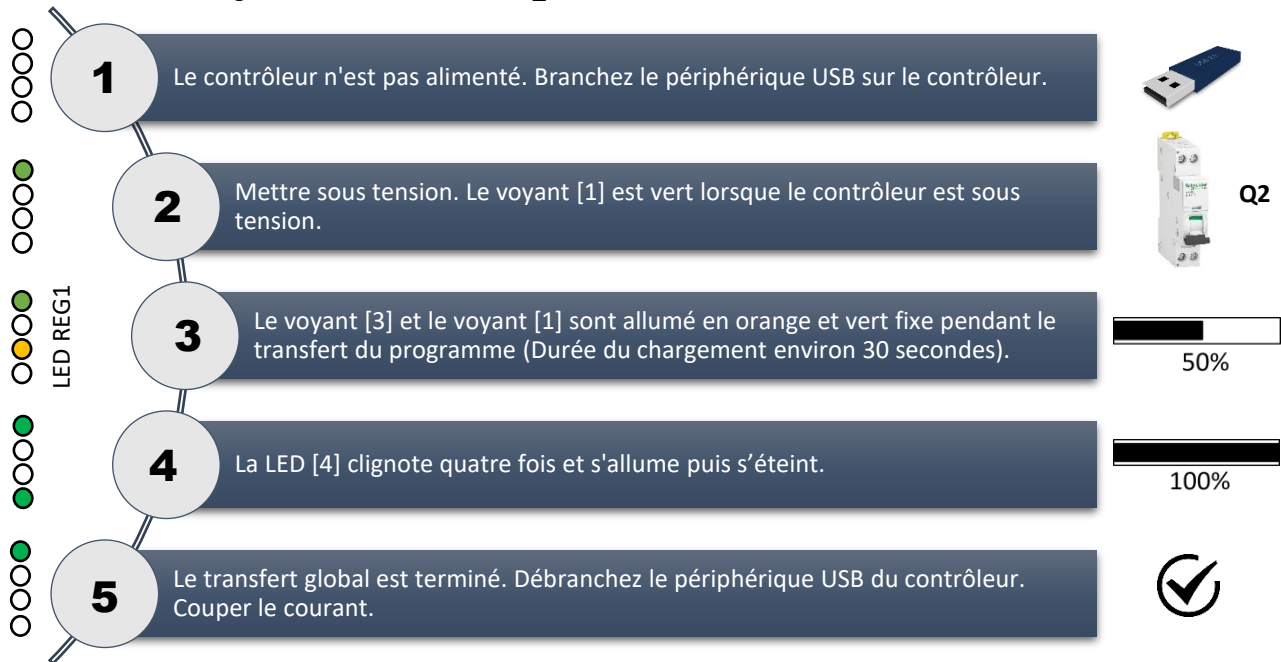 1
Le contrôleur n'est pas alimenté. Branchez le périphérique USB sur le contrôleur.
2
Mettre sous tension. Le voyant [1] est vert lorsque le contrôleur est sous
tension.
Q2
LED REG1
3
Le voyant [3] et le voyant [1] sont allumé en orange et vert fixe pendant le
transfert du programme (Durée du chargement environ 30 secondes).
50%
4
La LED [4] clignote quatre fois et s'allume puis s’éteint.
100%
5
Le transfert global est terminé. Débranchez le périphérique USB du contrôleur.
Couper le courant.